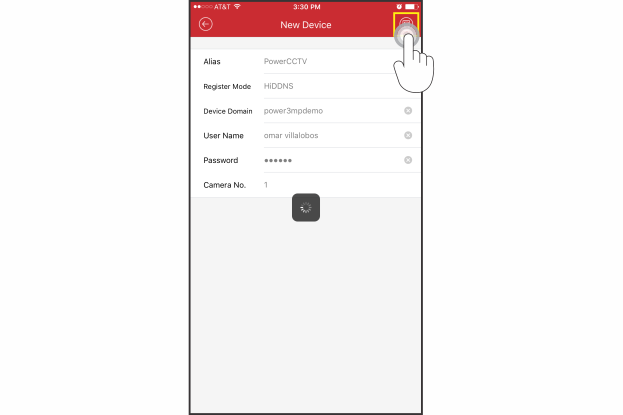 AT&T 3:30 PM
New Device
Alias PowerCCTV
Register Mode HiDDNS
Device Domain power3mpdemo
User Name omar villalobos
Password ●●●●●●
Camera No. 1